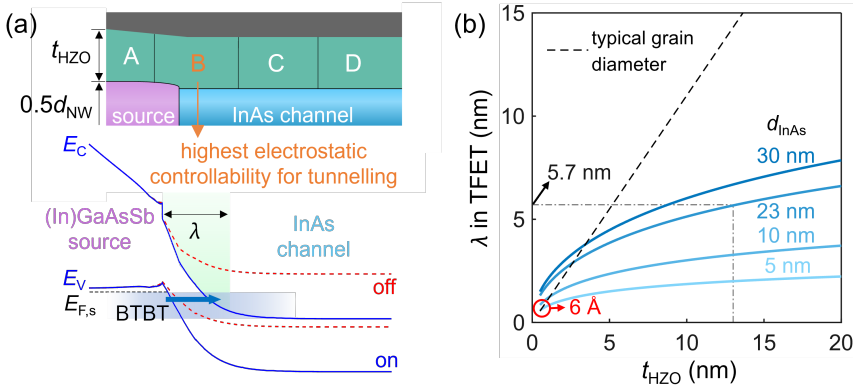 (a)
A B C D
t_HZO
0.5d_NW
source InAs channel
highest electrostatic
controllability for tunnelling
E_C
λ
(In)GaAsSb
source
InAs
channel
off
E_V
E_F,s
BTBT
on
(b)
15
10
5
0
λ in TFET (nm)
typical grain
diameter
d_InAs
30 nm
23 nm
10 nm
5 nm
5.7 nm
6 Å
0 5 10 15 20
t_HZO (nm)